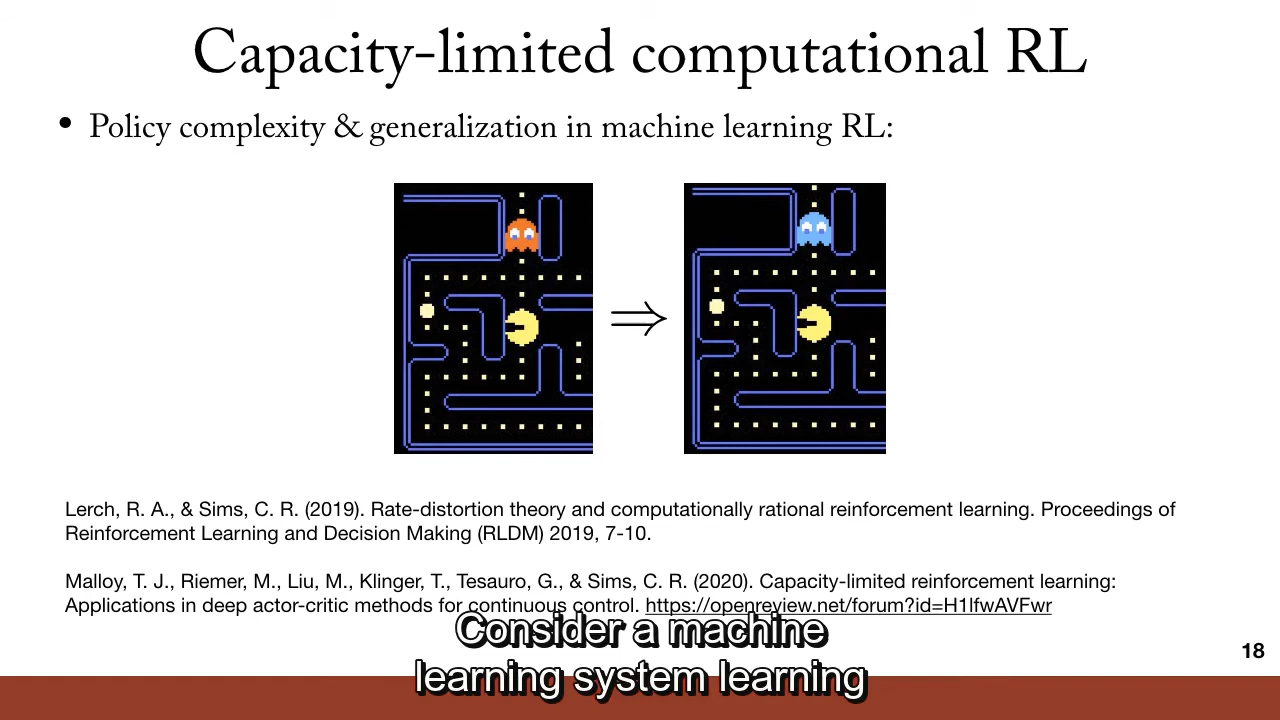 Capacity-limited computational RL
• Policy complexity & generalization in machine learning RL:
⇒
Lerch, R. A., & Sims, C. R. (2019). Rate-distortion theory and computationally rational reinforcement learning. Proceedings of
Reinforcement Learning and Decision Making (RLDM) 2019, 7-10.
Malloy, T. J., Riemer, M., Liu, M., Klinger, T., Tesauro, G., & Sims, C. R. (2020). Capacity-limited reinforcement learning:
Applications in deep actor-critic methods for continuous control. https://openreview.net/forum?id=H1lfwAVFwr
Consider a machine
learning system learning
18